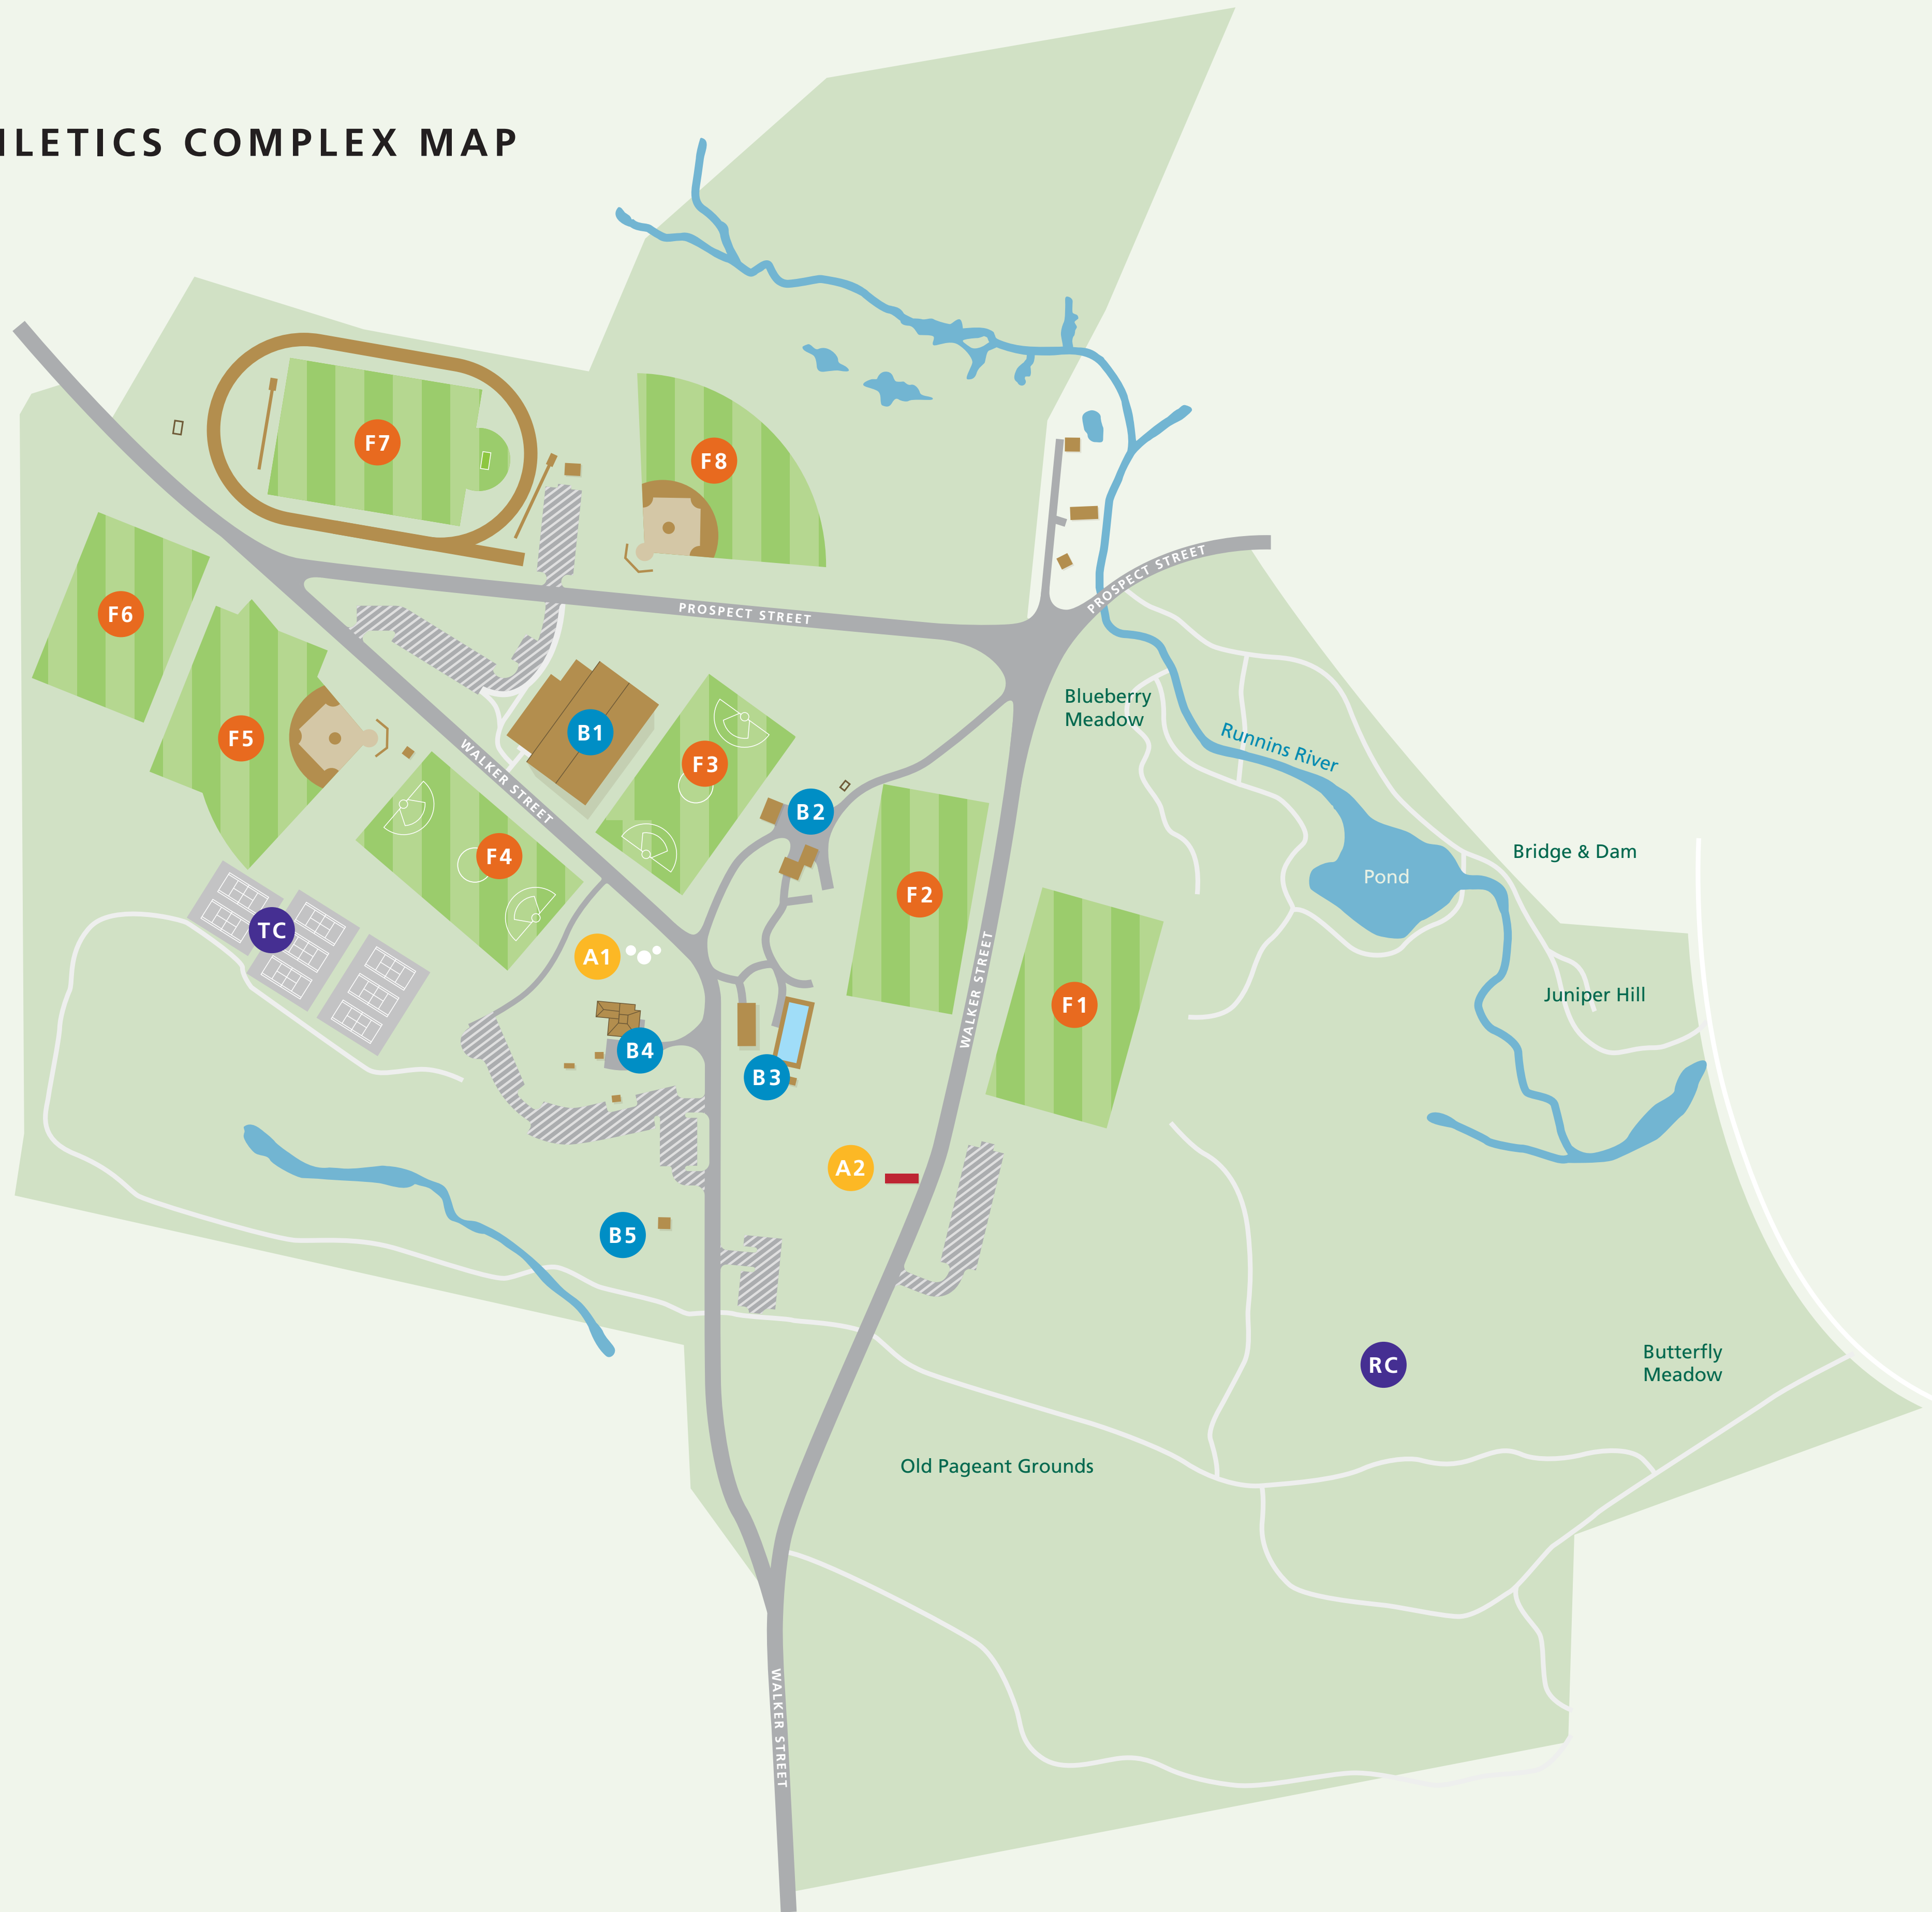 LETICS COMPLEX MAP
F7
F8
PROSPECT STREET
F6
PROSPECT STREET
Blueberry
Meadow
F5
B1
WALKER STREET
F3
Runnins River
B2
F4
Bridge & Dam
Pond
F2
TC
A1
WALKER STREET
Juniper Hill
F1
B4
B3
A2
B5
RC
Butterfly
Meadow
Old Pageant Grounds
WALKER STREET